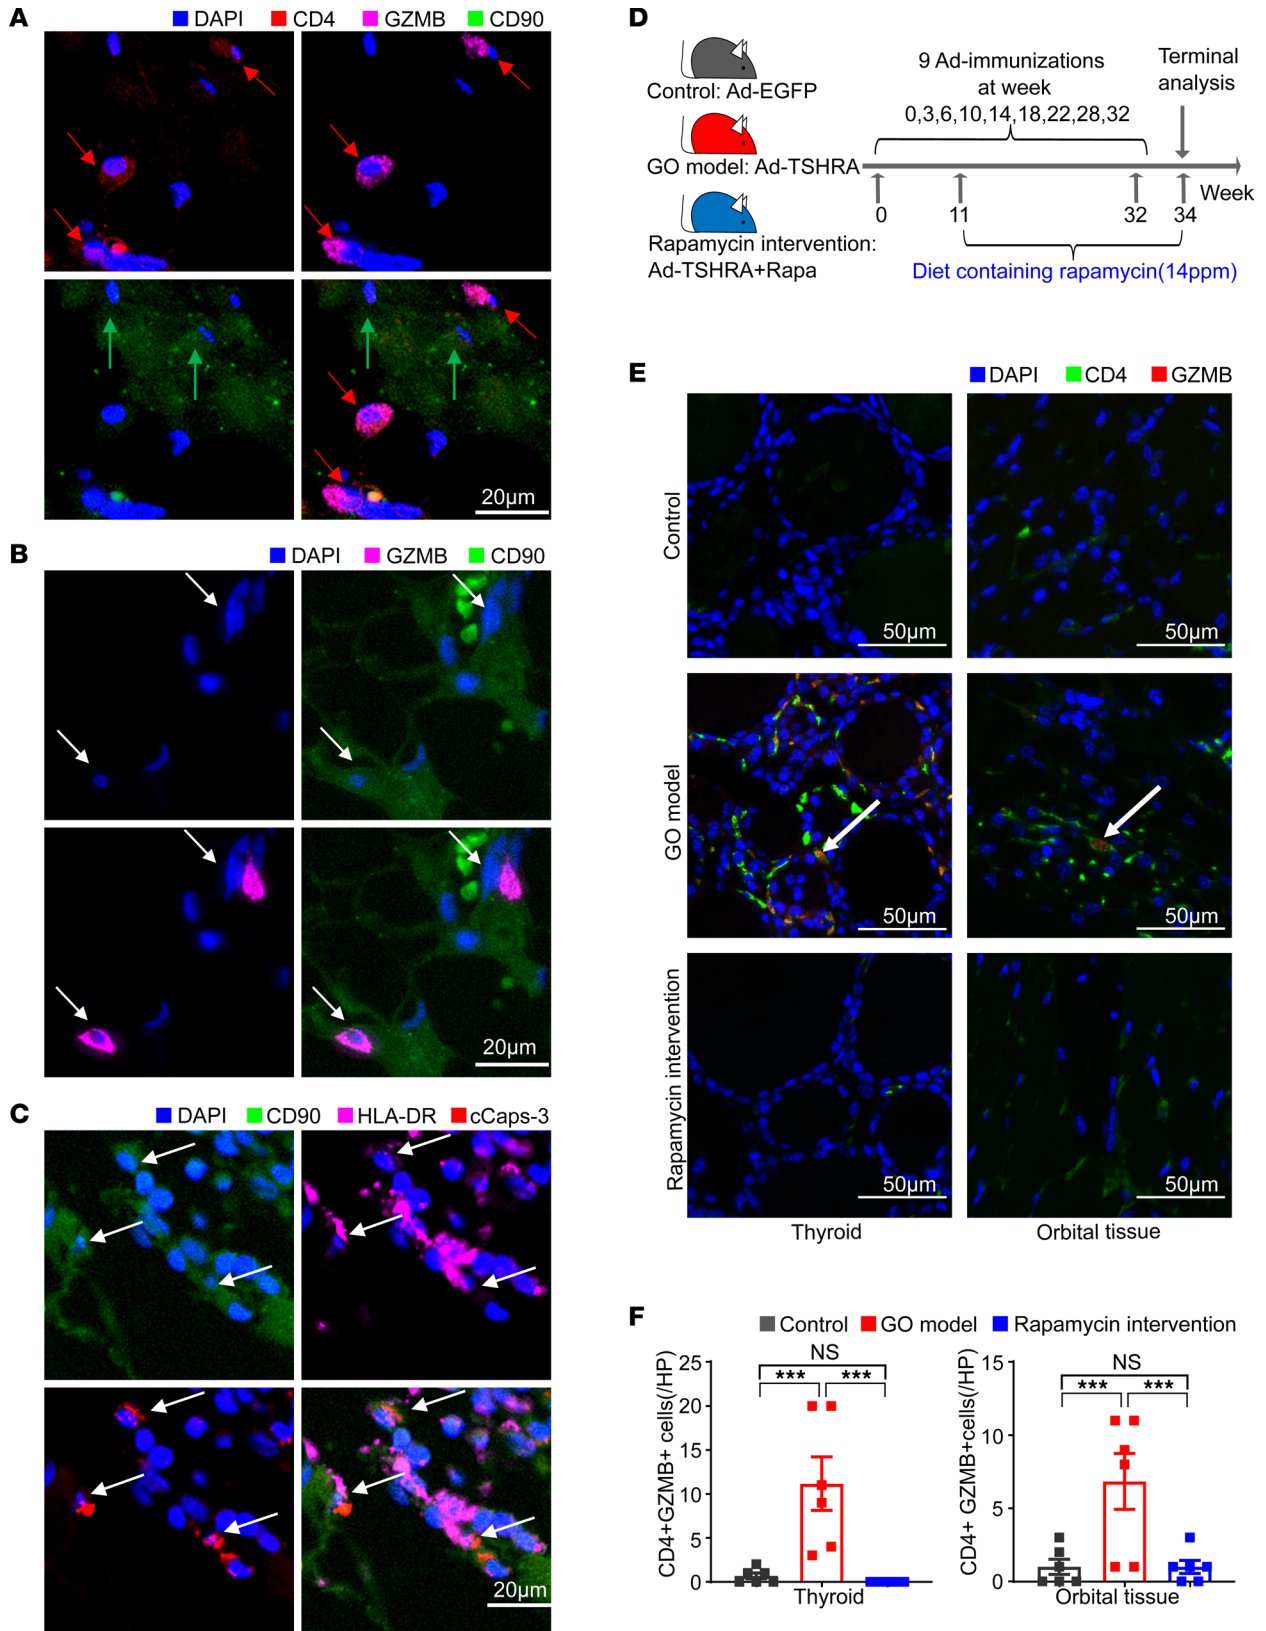 A
DAPI CD4 GZMB CD90
20µm
B
DAPI GZMB CD90
20µm
C
DAPI CD90 HLA-DR cCaps-3
20µm
D
Control: Ad-EGFP
GO model: Ad-TSHRA
Rapamycin intervention:
Ad-TSHRA+Rapa
9 Ad-immunizations
at week
0,3,6,10,14,18,22,28,32
Terminal
analysis
Week
0 11 32 34
Diet containing rapamycin(14ppm)
E
DAPI CD4 GZMB
Control
50µm 50µm
GO model
50µm 50µm
Rapamycin intervention
50µm 50µm
Thyroid Orbital tissue
F
Control GO model Rapamycin intervention
CD4+GZMB+ cells(/HP)
25
20
15
10
5
0
NS
*** ***
Thyroid
CD4+ GZMB+cells(/HP)
15
10
5
0
NS
*** ***
Orbital tissue